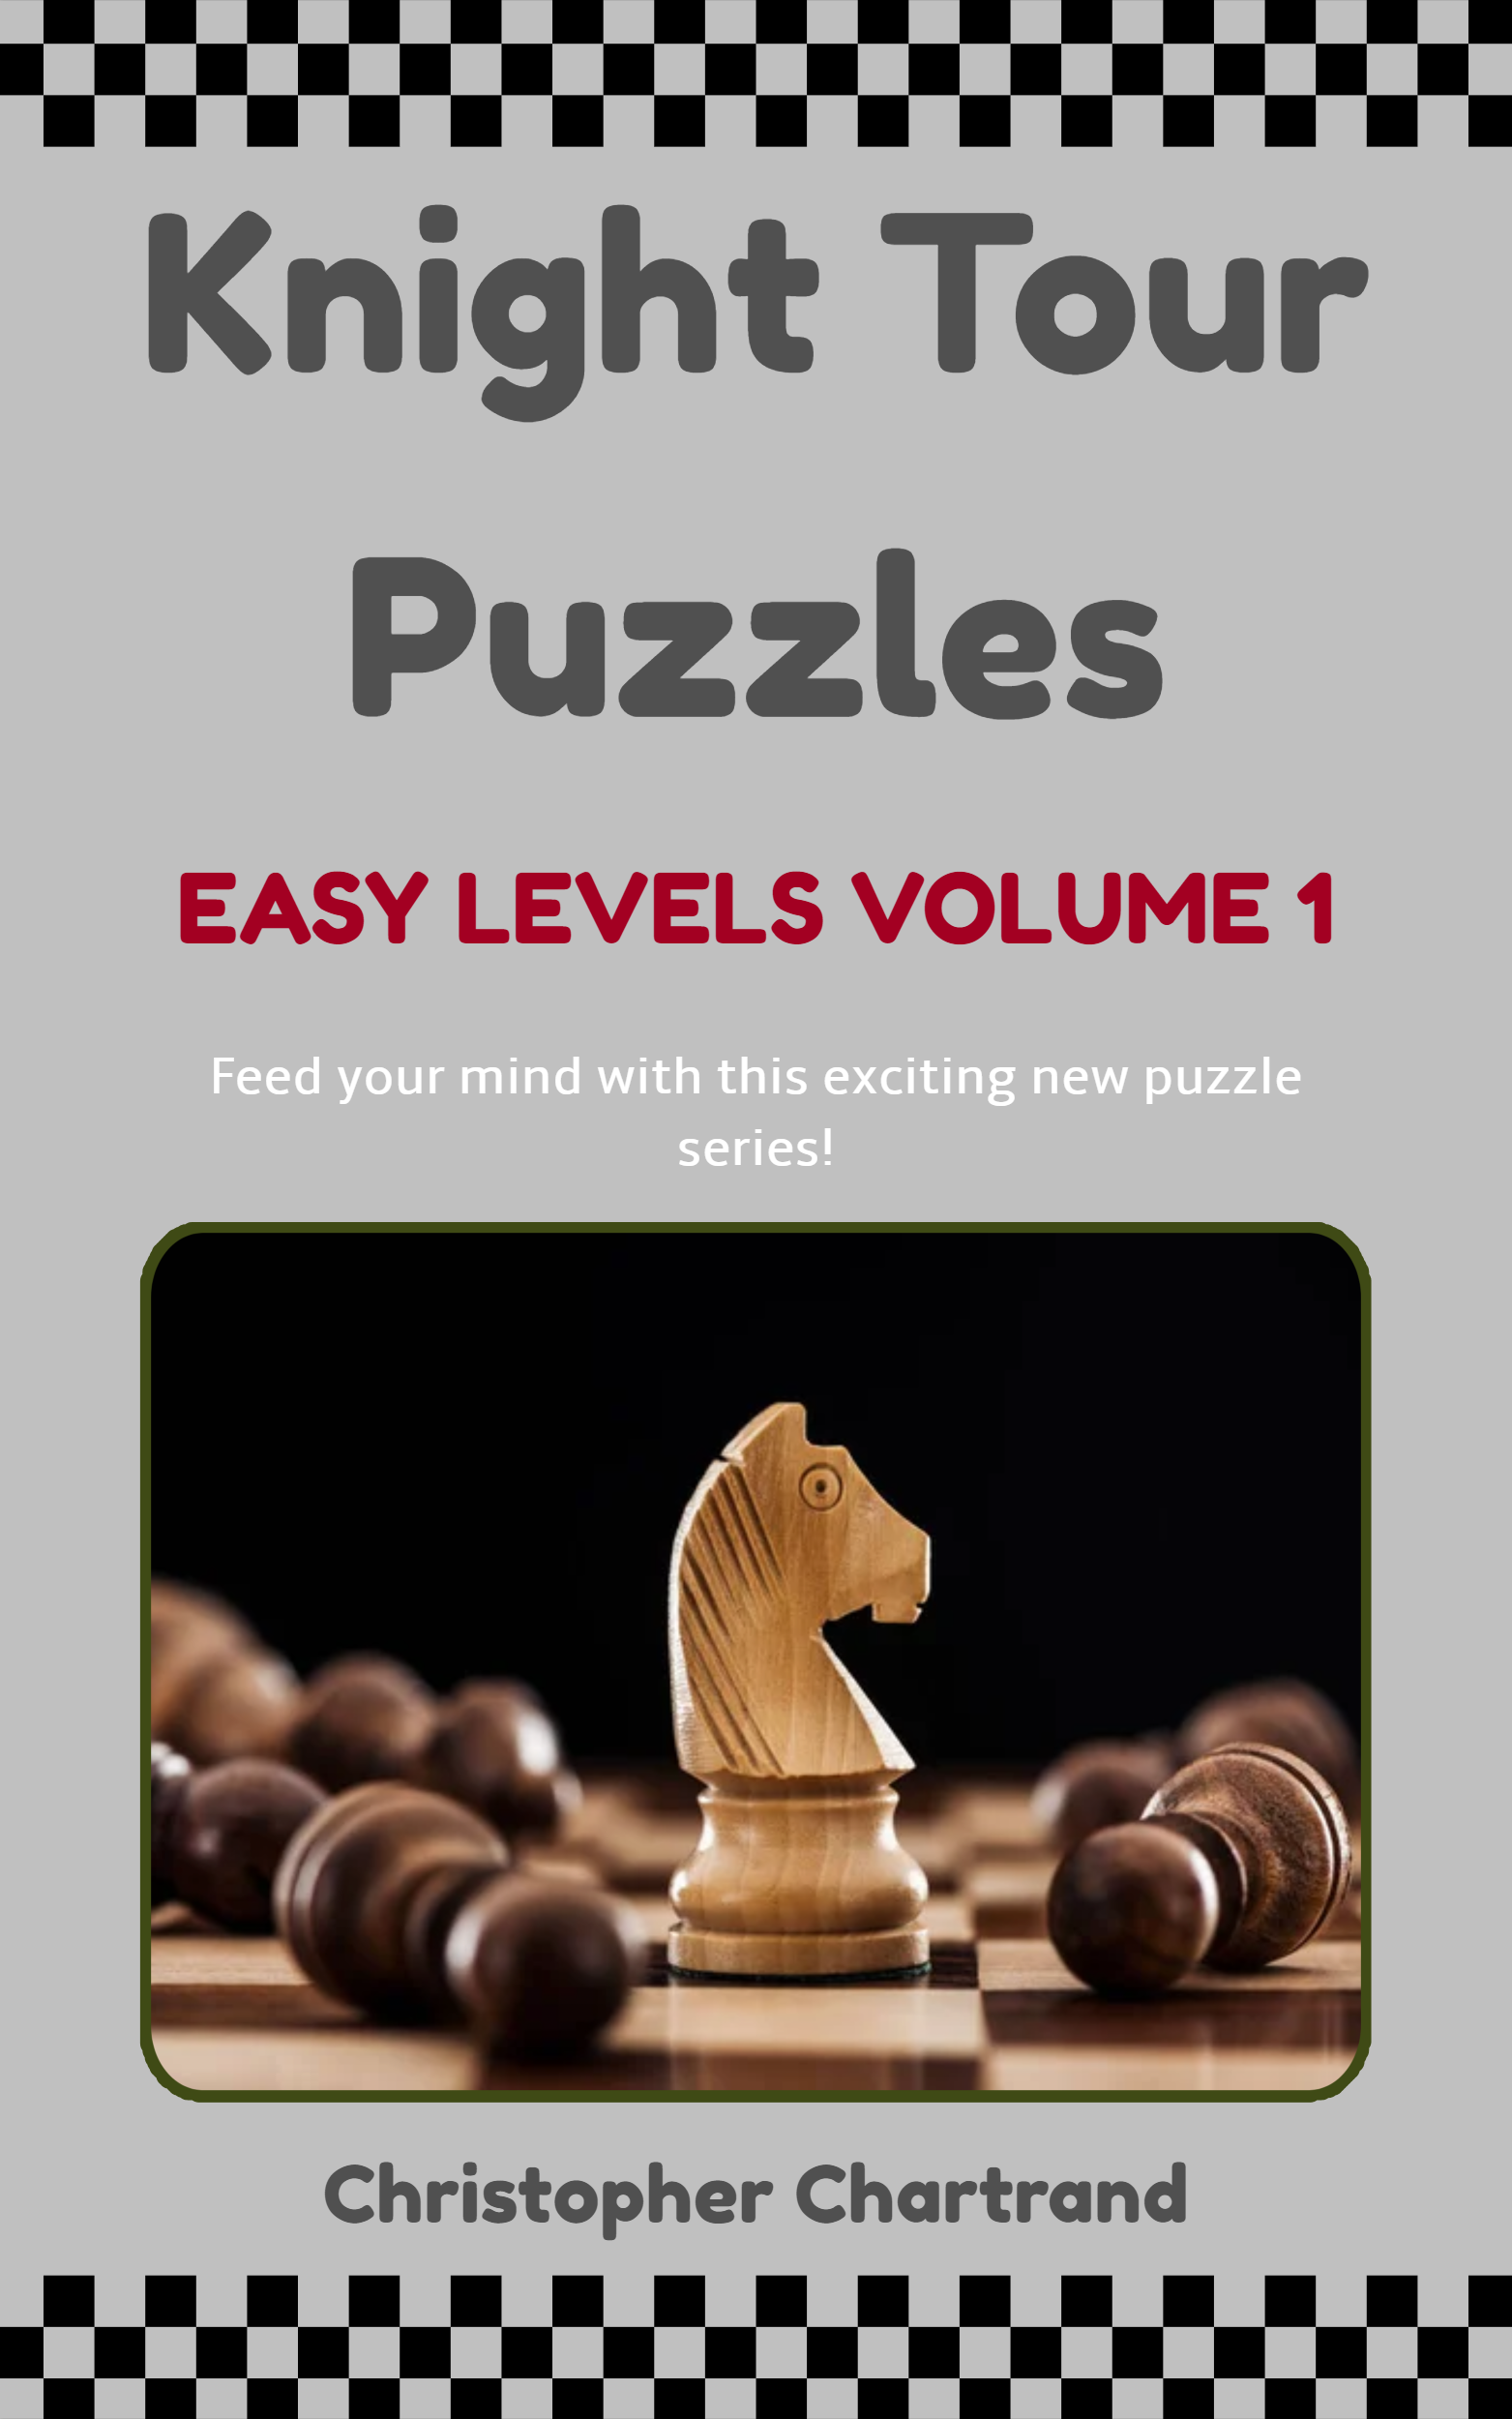 Knight Tour
Puzzles
EASY LEVELS VOLUME 1
Feed your mind with this exciting new puzzle
series!
Christopher Chartrand